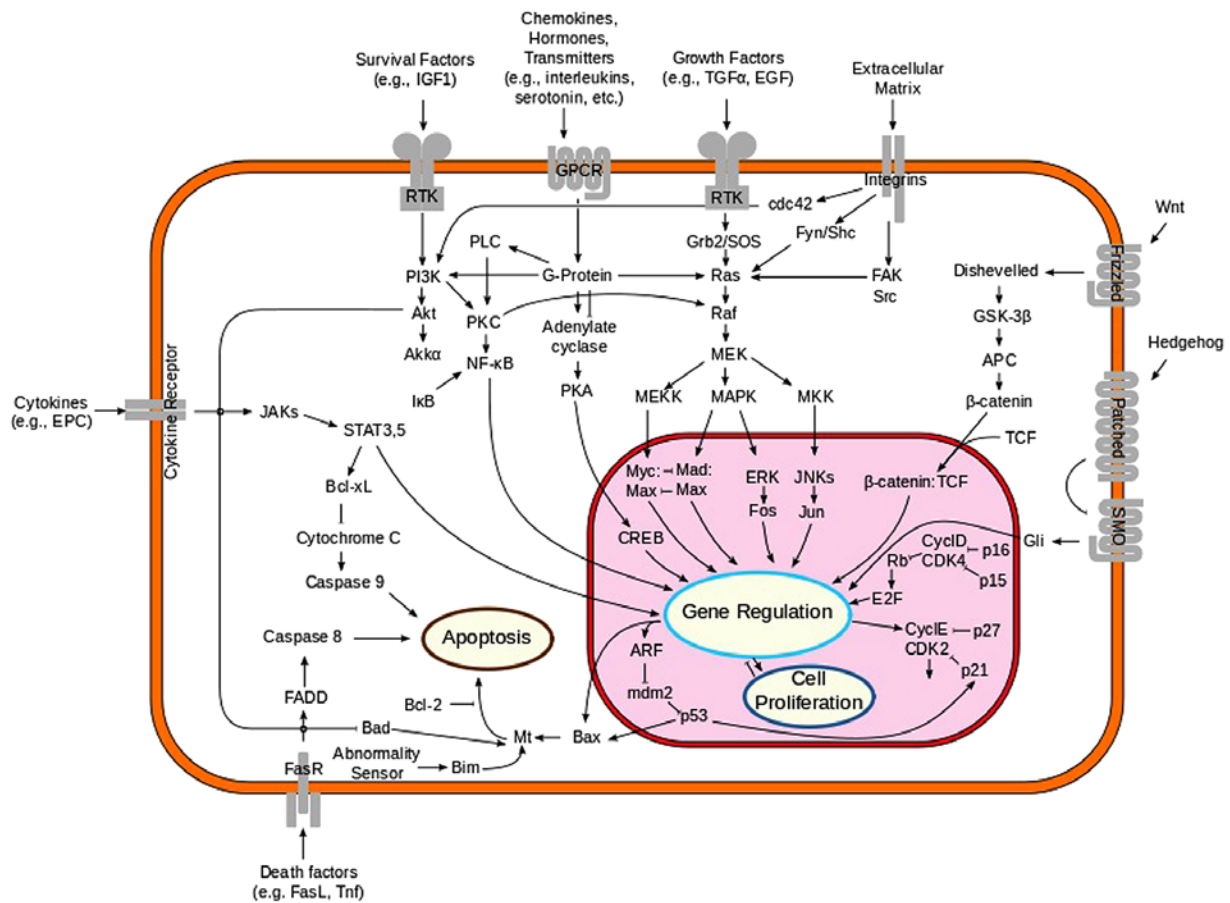 Chemokines,
Hormones,
Transmitters
(e.g., interleukins,
serotonin, etc.)
Survival Factors
(e.g., IGF1)
Growth Factors
(e.g., TGFα, EGF)
Extracellular
Matrix
RTK
GPCR
RTK
Integrins
cdc42
Fyn/Shc
Grb2/SOS
PLC
PI3K
G-Protein
Ras
FAK
Src
Wnt
Frizzled
Dishevelled
GSK-3β
APC
β-catenin
TCF
Hedgehog
Patched
SMO
Gli
Akt
Akkα
PKC
NF-κB
IκB
Adenylate
cyclase
PKA
Raf
MEK
MEKK
MAPK
MKK
Cytokines
(e.g., EPC)
Cytokine Receptor
JAKs
STAT3,5
Bcl-xL
Cytochrome C
Caspase 9
Caspase 8
FADD
FasR
Apoptosis
Bcl-2
Bad
Abnormality
Sensor
Bim
Mt
Bax
Death factors
(e.g. FasL, Tnf)
Myc:
Max
Mad:
Max
ERK
Fos
JNKs
Jun
β-catenin:TCF
CREB
CyclD
CDK4
p16
p15
Rb
E2F
Gene Regulation
CyclE
CDK2
p27
p21
ARF
mdm2
p53
Cell
Proliferation